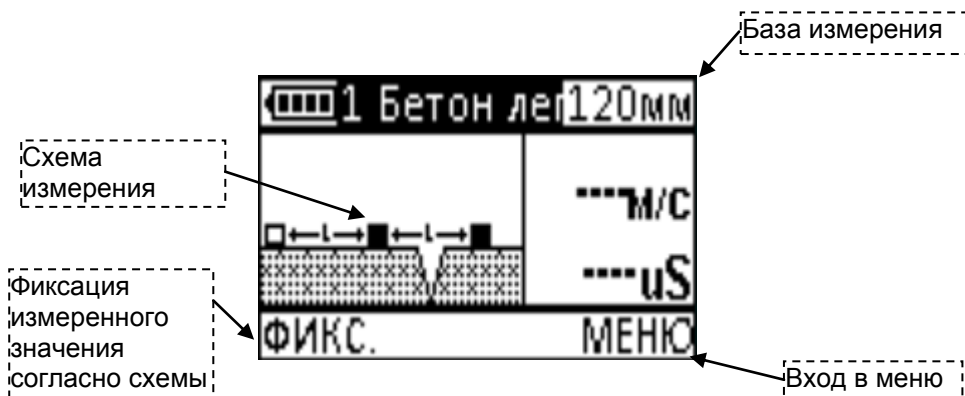 База измерения
1 Бетон лег 120мм
Схема
измерения
----м/с
L L
----uS
Фиксация
измеренного
значения
согласно схемы
ФИКС. МЕНЮ
Вход в меню